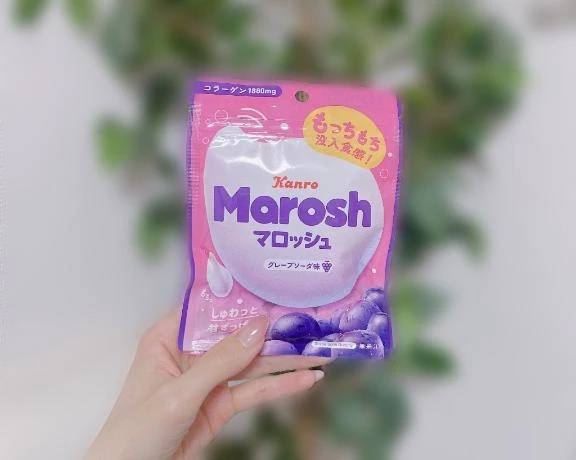 コラーゲン1880mg
もっちもち
没入食感!
Kanro
Marosh
マロッシュ
グレープソーダ味
しゅわっと